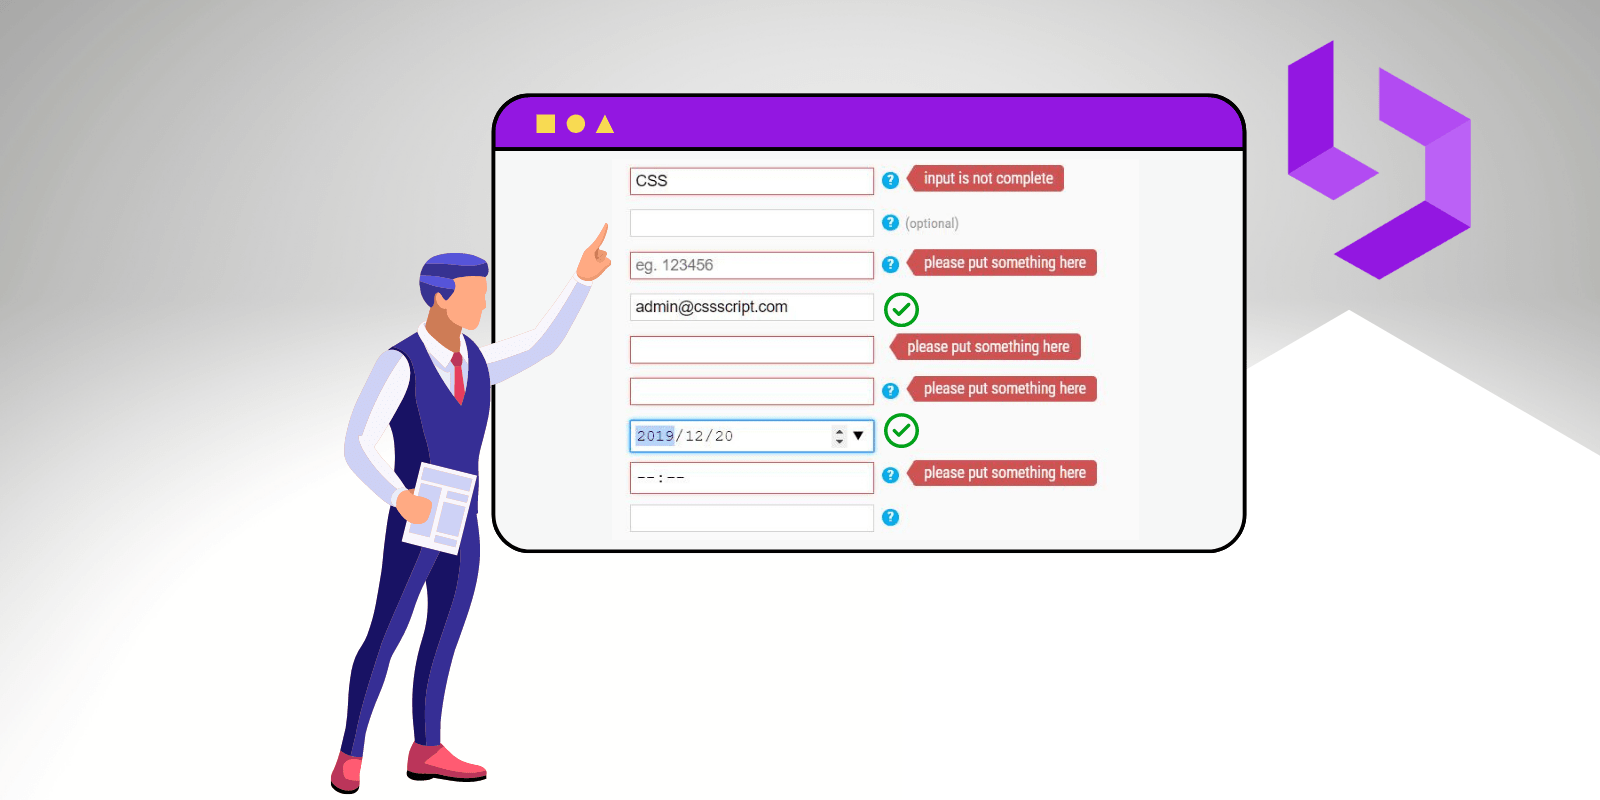 CSS ? input is not complete
? (optional)
eg. 123456 ? please put something here
admin@cssscript.com
please put something here
? please put something here
2019/12/20
--:-- ? please put something here
?